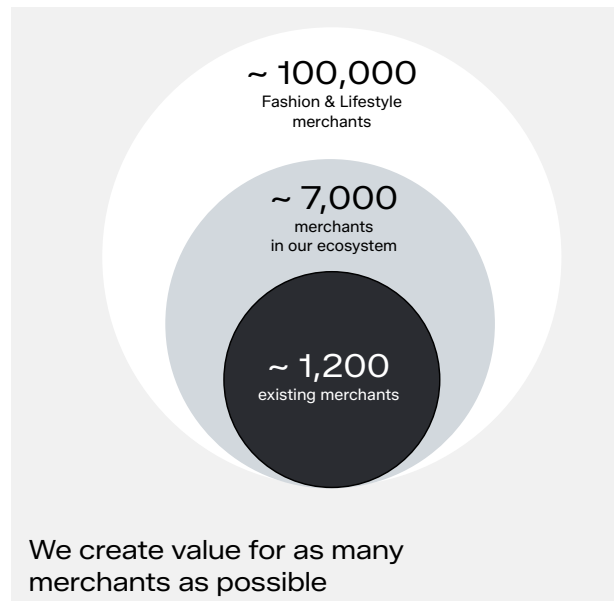 ~ 100,000
Fashion & Lifestyle
merchants
~ 7,000
merchants
in our ecosystem
~ 1,200
existing merchants
We create value for as many
merchants as possible